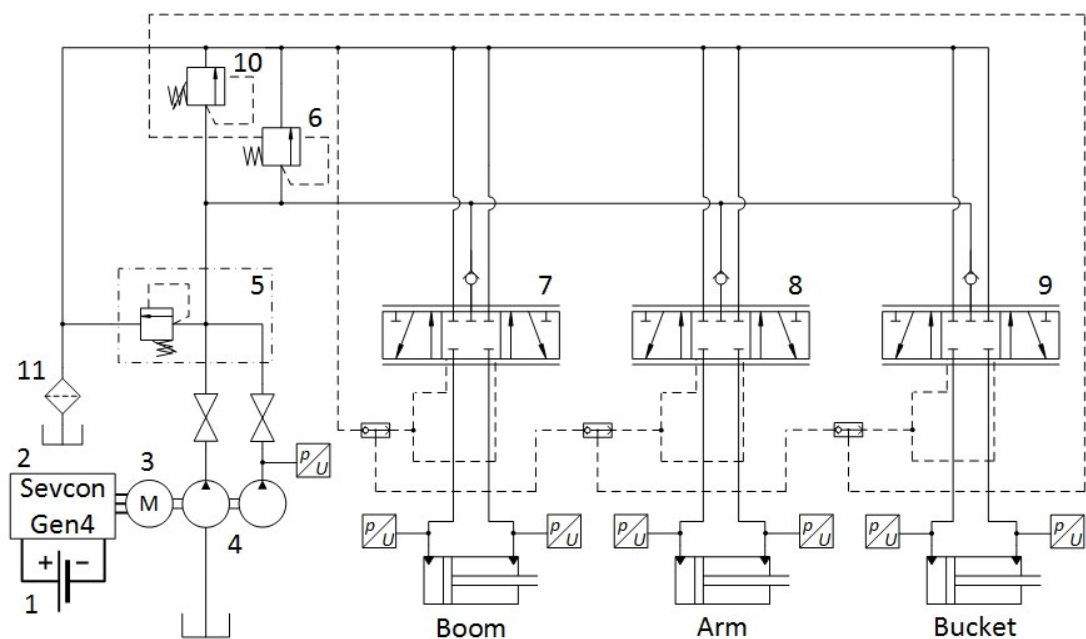 10
6
5
7
8
9
11
2
3
Sevcon
Gen4
M
4
p/U
+ −
1
p/U
p/U
p/U
p/U
p/U
p/U
Boom
Arm
Bucket